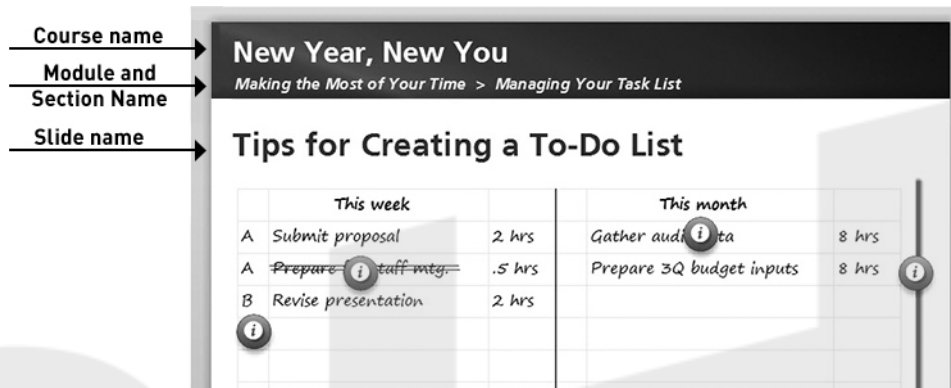 Course name
Module and
Section Name
Slide name
New Year, New You
Making the Most of Your Time > Managing Your Task List
Tips for Creating a To-Do List
This week This month
A Submit proposal 2 hrs Gather audi ta 8 hrs
A Prepare taff mtg. .5 hrs Prepare 3Q budget inputs 8 hrs
B Revise presentation 2 hrs